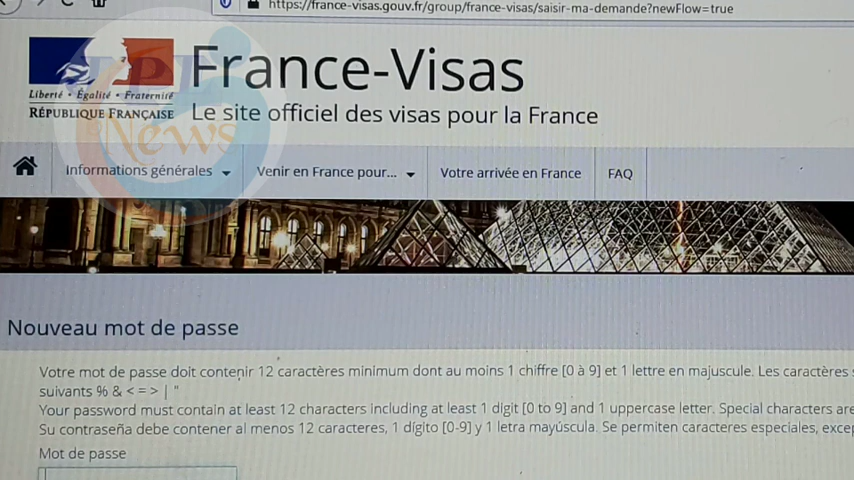 https://france-visas.gouv.fr/group/france-visas/saisir-ma-demande?newFlow=true
France-Visas
Liberté • Égalité • Fraternité
RÉPUBLIQUE FRANÇAISE
Le site officiel des visas pour la France
News
Informations générales
Venir en France pour...
Votre arrivée en France
FAQ
Nouveau mot de passe
Votre mot de passe doit contenir 12 caractères minimum dont au moins 1 chiffre [0 à 9] et 1 lettre en majuscule. Les caractères
suivants % & < = > | "
Your password must contain at least 12 characters including at least 1 digit [0 to 9] and 1 uppercase letter. Special characters are
Su contraseña debe contener al menos 12 caracteres, 1 dígito [0-9] y 1 letra mayúscula. Se permiten caracteres especiales, excep
Mot de passe